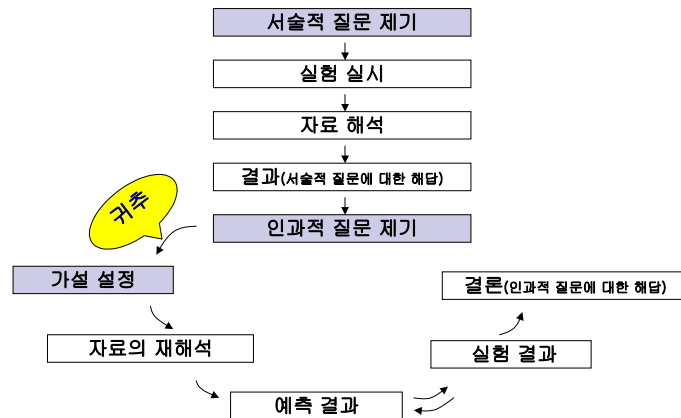 서술적 질문 제기
실험 실시
자료 해석
결과(서술적 질문에 대한 해답)
인과적 질문 제기
귀추
가설 설정
자료의 재해석
예측 결과
실험 결과
결론(인과적 질문에 대한 해답)